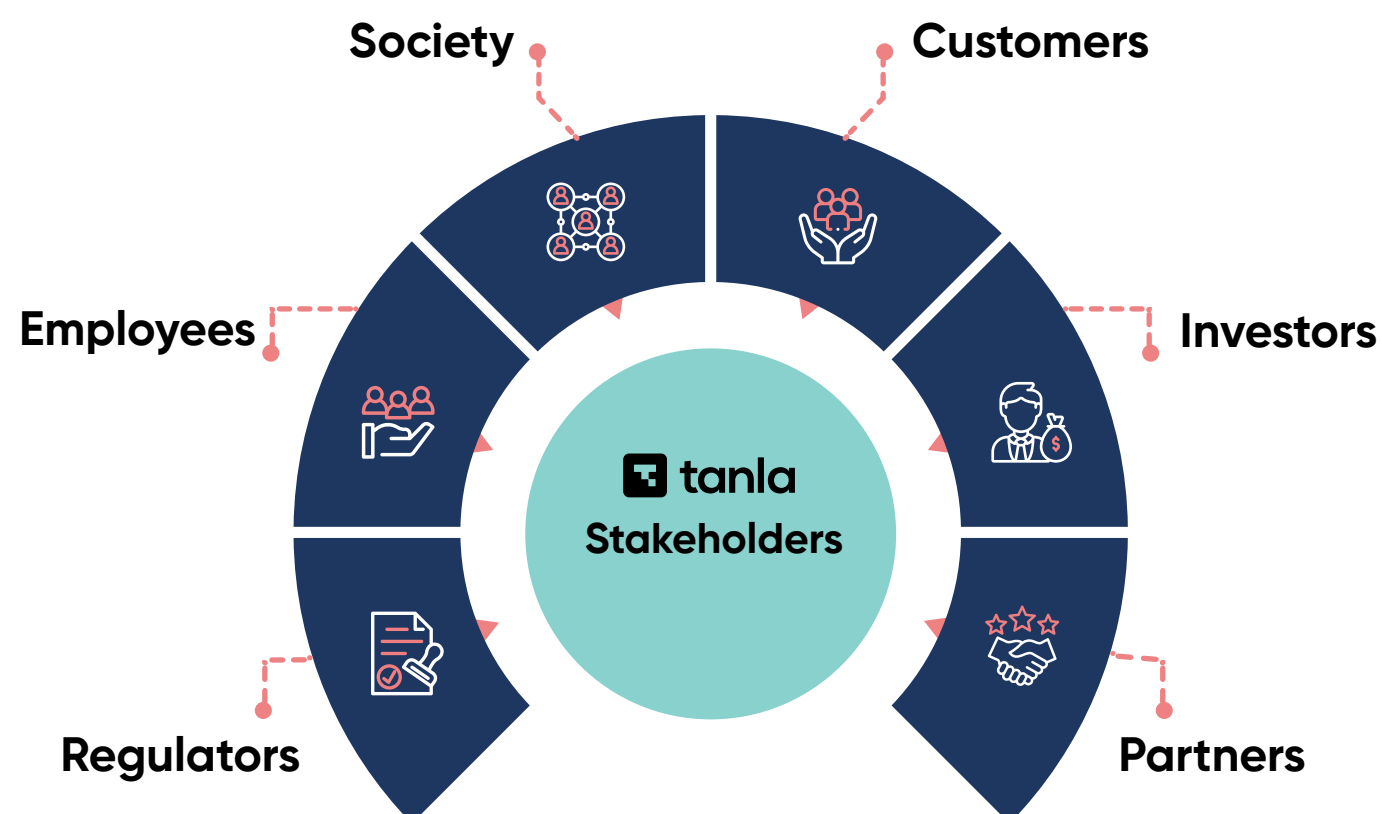 Society
Customers
Employees
Investors
tanla
Stakeholders
$
Regulators
Partners